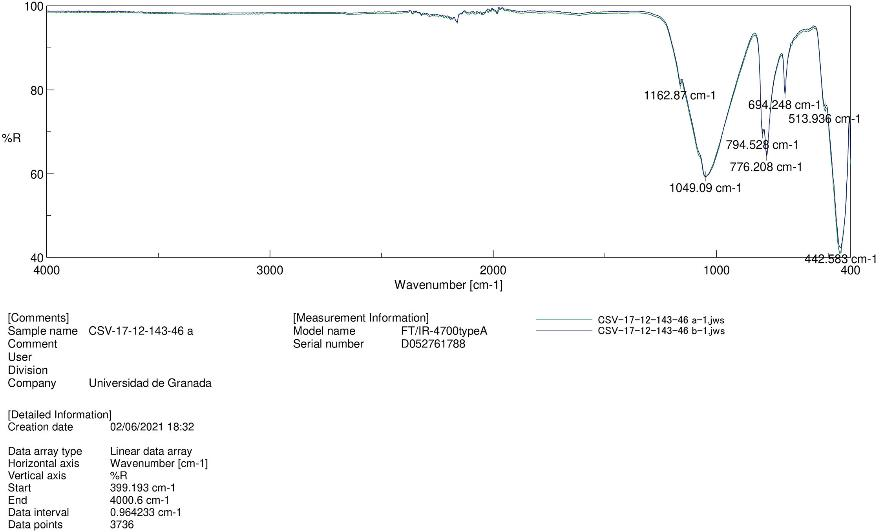 100
80
%R
60
40
1162.87 cm-1
1049.09 cm-1
694.248 cm-1
513.936 cm-1
794.528 cm-1
776.208 cm-1
442.583 cm-1
4000
3000
2000
1000
400
Wavenumber [cm-1]
[Comments]
Sample name CSV-17-12-143-46 a
Comment
User
Division
Company Universidad de Granada
[Measurement Information]
Model name FT/IR-4700typeA
Serial number D052761788
CSV-17-12-143-46 a-1.jws
CSV-17-12-143-46 b-1.jws
[Detailed Information]
Creation date 02/06/2021 18:32
Data array type Linear data array
Horizontal axis Wavenumber [cm-1]
Vertical axis %R
Start 399.193 cm-1
End 4000.6 cm-1
Data interval 0.964233 cm-1
Data points 3736